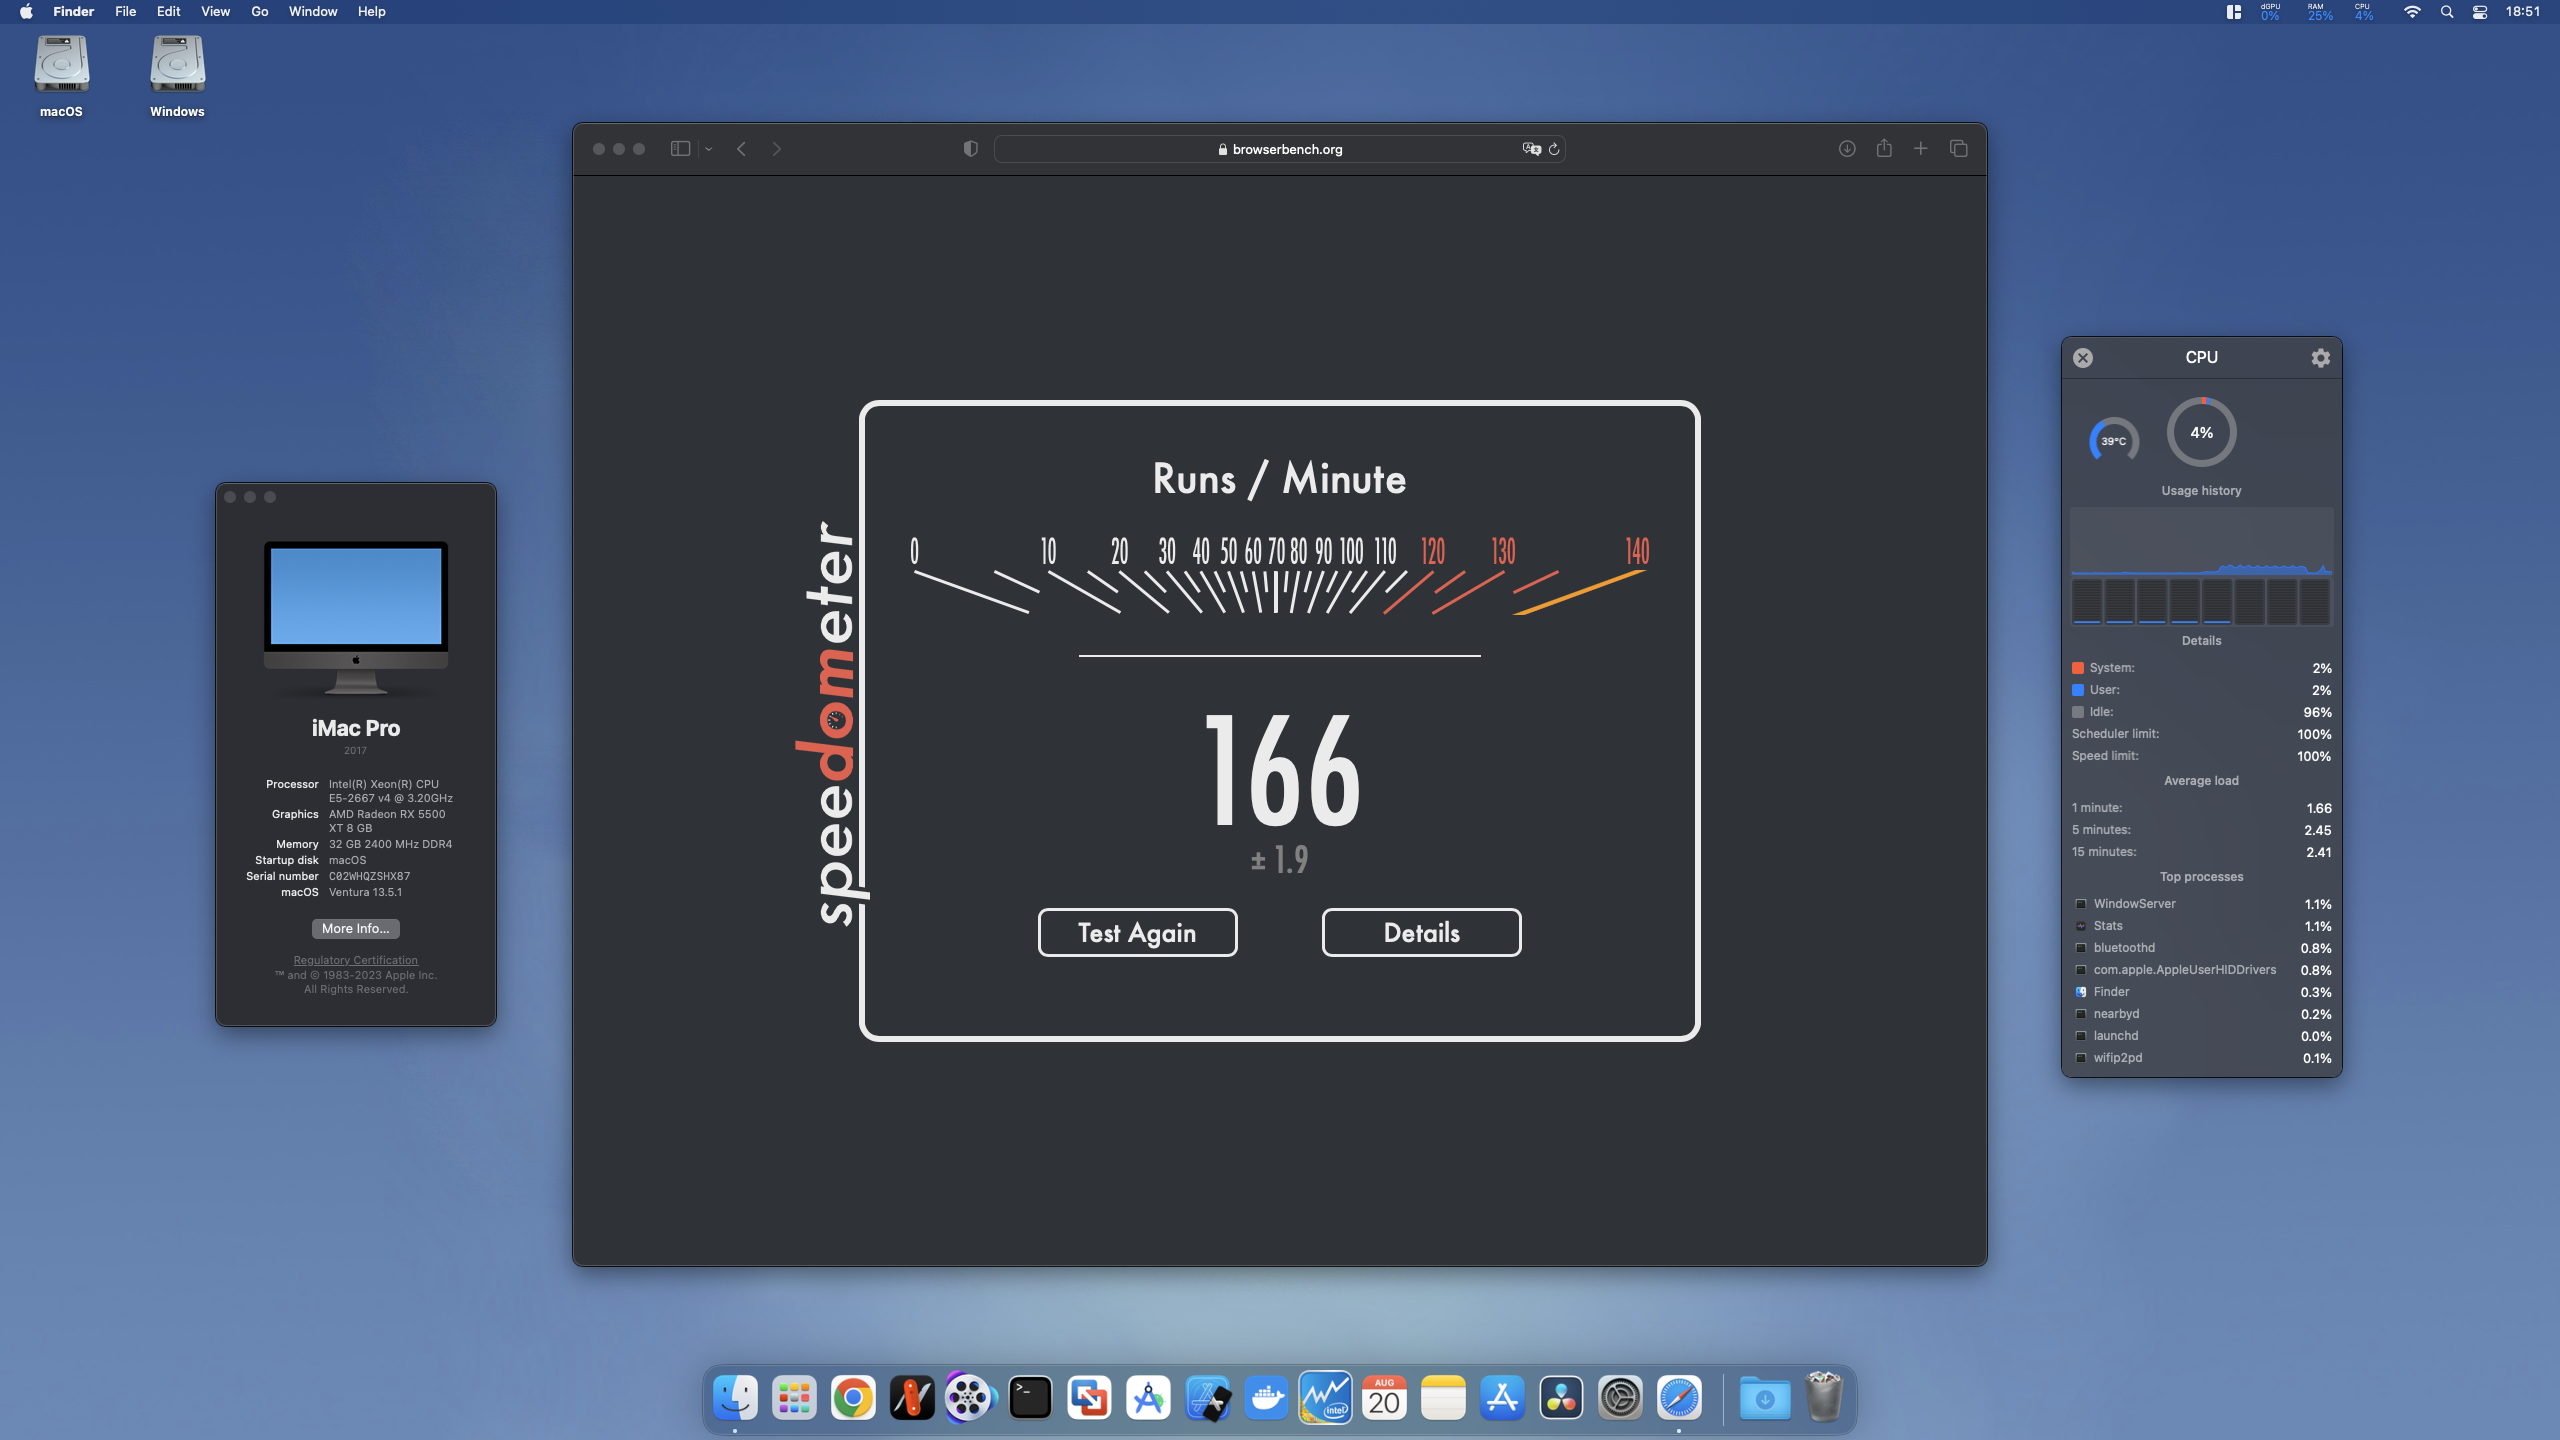 Finder File Edit View Go Window Help
dGPU 0% RAM 25% CPU 4% 18:51
macOS Windows
browserbench.org
speedometer
Runs / Minute
0 10 20 30 40 50 60 70 80 90 100 110 120 130 140
166
± 1.9
Test Again Details
iMac Pro
2017
Processor Intel(R) Xeon(R) CPU
E5-2667 v4 @ 3.20GHz
Graphics AMD Radeon RX 5500
XT 8 GB
Memory 32 GB 2400 MHz DDR4
Startup disk macOS
Serial number C02WHQZSHX87
macOS Ventura 13.5.1
More Info...
Regulatory Certification
™ and © 1983-2023 Apple Inc.
All Rights Reserved.
CPU
39°C 4%
Usage history
Details
System: 2%
User: 2%
Idle: 96%
Scheduler limit: 100%
Speed limit: 100%
Average load
1 minute: 1.66
5 minutes: 2.45
15 minutes: 2.41
Top processes
WindowServer 1.1%
Stats 1.1%
bluetoothd 0.8%
com.apple.AppleUserHIDDrivers 0.8%
Finder 0.3%
nearbyd 0.2%
launchd 0.0%
wifip2pd 0.1%
intel
AUG
20